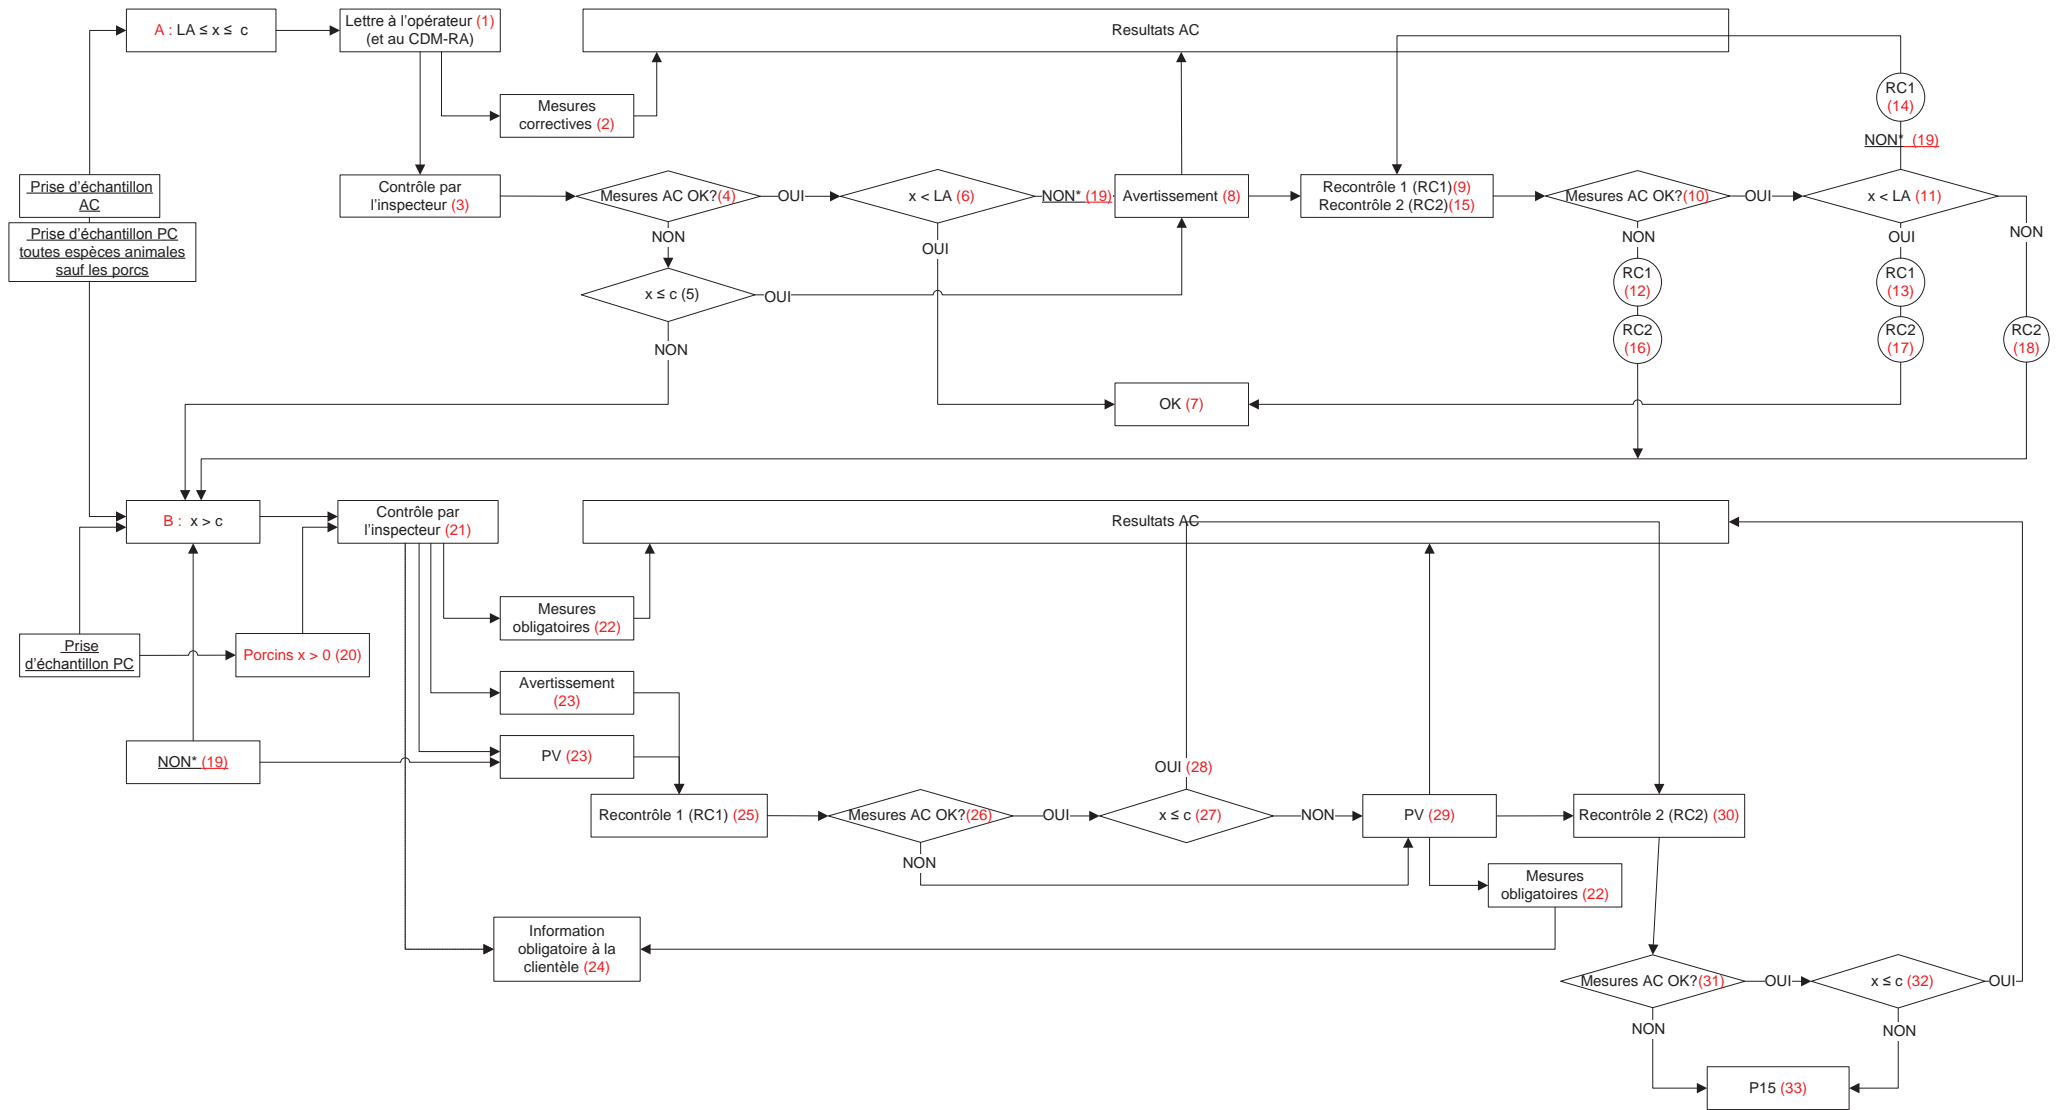 A : LA ≤ x ≤ c
Lettre à l'opérateur (1)
(et au CDM-RA)
Resultats AC
Mesures
correctives (2)
RC1
(14)
NON* (19)
Prise d'échantillon
AC
Prise d'échantillon PC
toutes espèces animales
sauf les porcs
Contrôle par
l'inspecteur (3)
Mesures AC OK?(4)
OUI
x < LA (6)
NON* (19)
Avertissement (8)
Recontrôle 1 (RC1)(9)
Recontrôle 2 (RC2)(15)
Mesures AC OK?(10)
OUI
x < LA (11)
NON
OUI
NON
OUI
NON
x ≤ c (5)
OUI
RC1
(12)
RC1
(13)
NON
RC2
(16)
RC2
(17)
RC2
(18)
OK (7)
B : x > c
Contrôle par
l'inspecteur (21)
Resultats AC
Mesures
obligatoires (22)
Prise
d'échantillon PC
Porcins x > 0 (20)
Avertissement
(23)
NON* (19)
PV (23)
OUI (28)
Recontrôle 1 (RC1) (25)
Mesures AC OK?(26)
OUI
x ≤ c (27)
NON
PV (29)
Recontrôle 2 (RC2) (30)
NON
Mesures
obligatoires (22)
Information
obligatoire à la
clientèle (24)
Mesures AC OK?(31)
OUI
x ≤ c (32)
OUI
NON
NON
P15 (33)